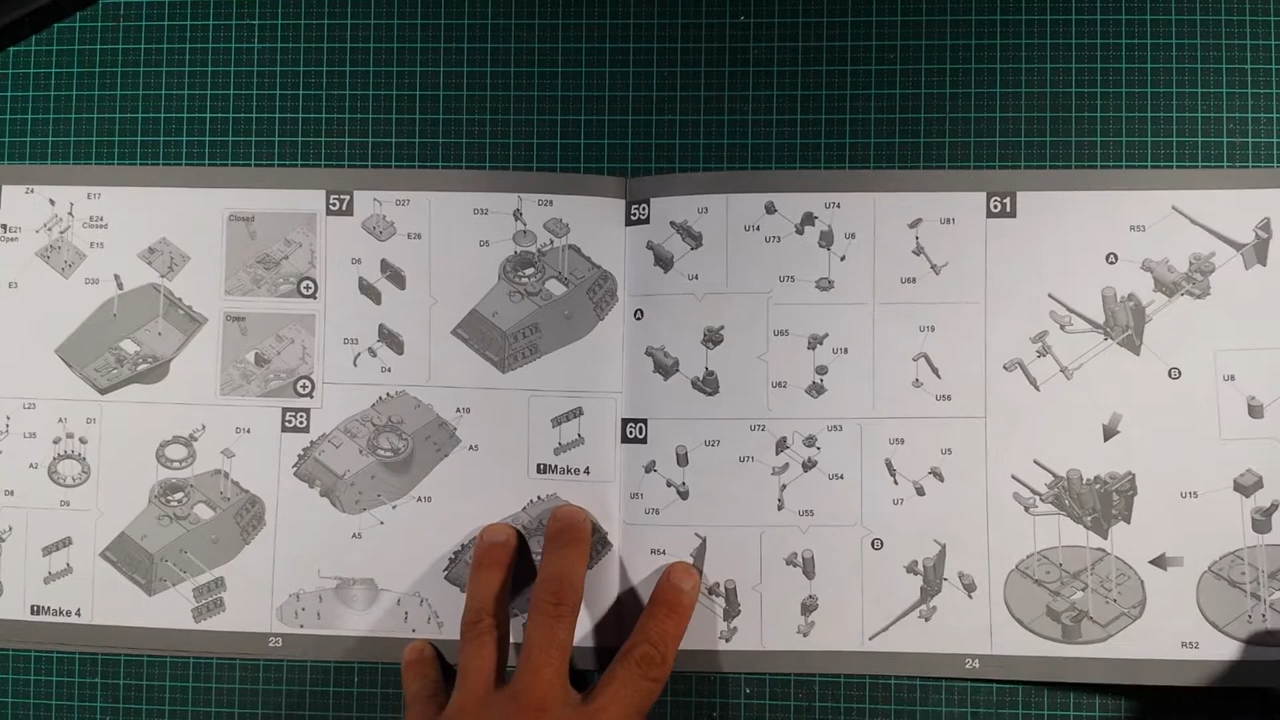 Z4
E17
E21
Open
E24
Closed
E15
E3
D30
Closed
Open
57
D27
E26
D6
D33
D4
D32
D28
D5
L23
L35
A1
D1
A2
D8
D9
D14
Make 4
58
A10
A5
A10
A5
Make 4
23
59
U3
U4
U14
U74
U73
U6
U75
U81
U68
A
U65
U18
U62
U19
U56
60
U27
U51
U76
U72
U53
U71
U54
U55
U59
U5
U7
R54
B
61
R53
A
B
U8
U15
R52
24